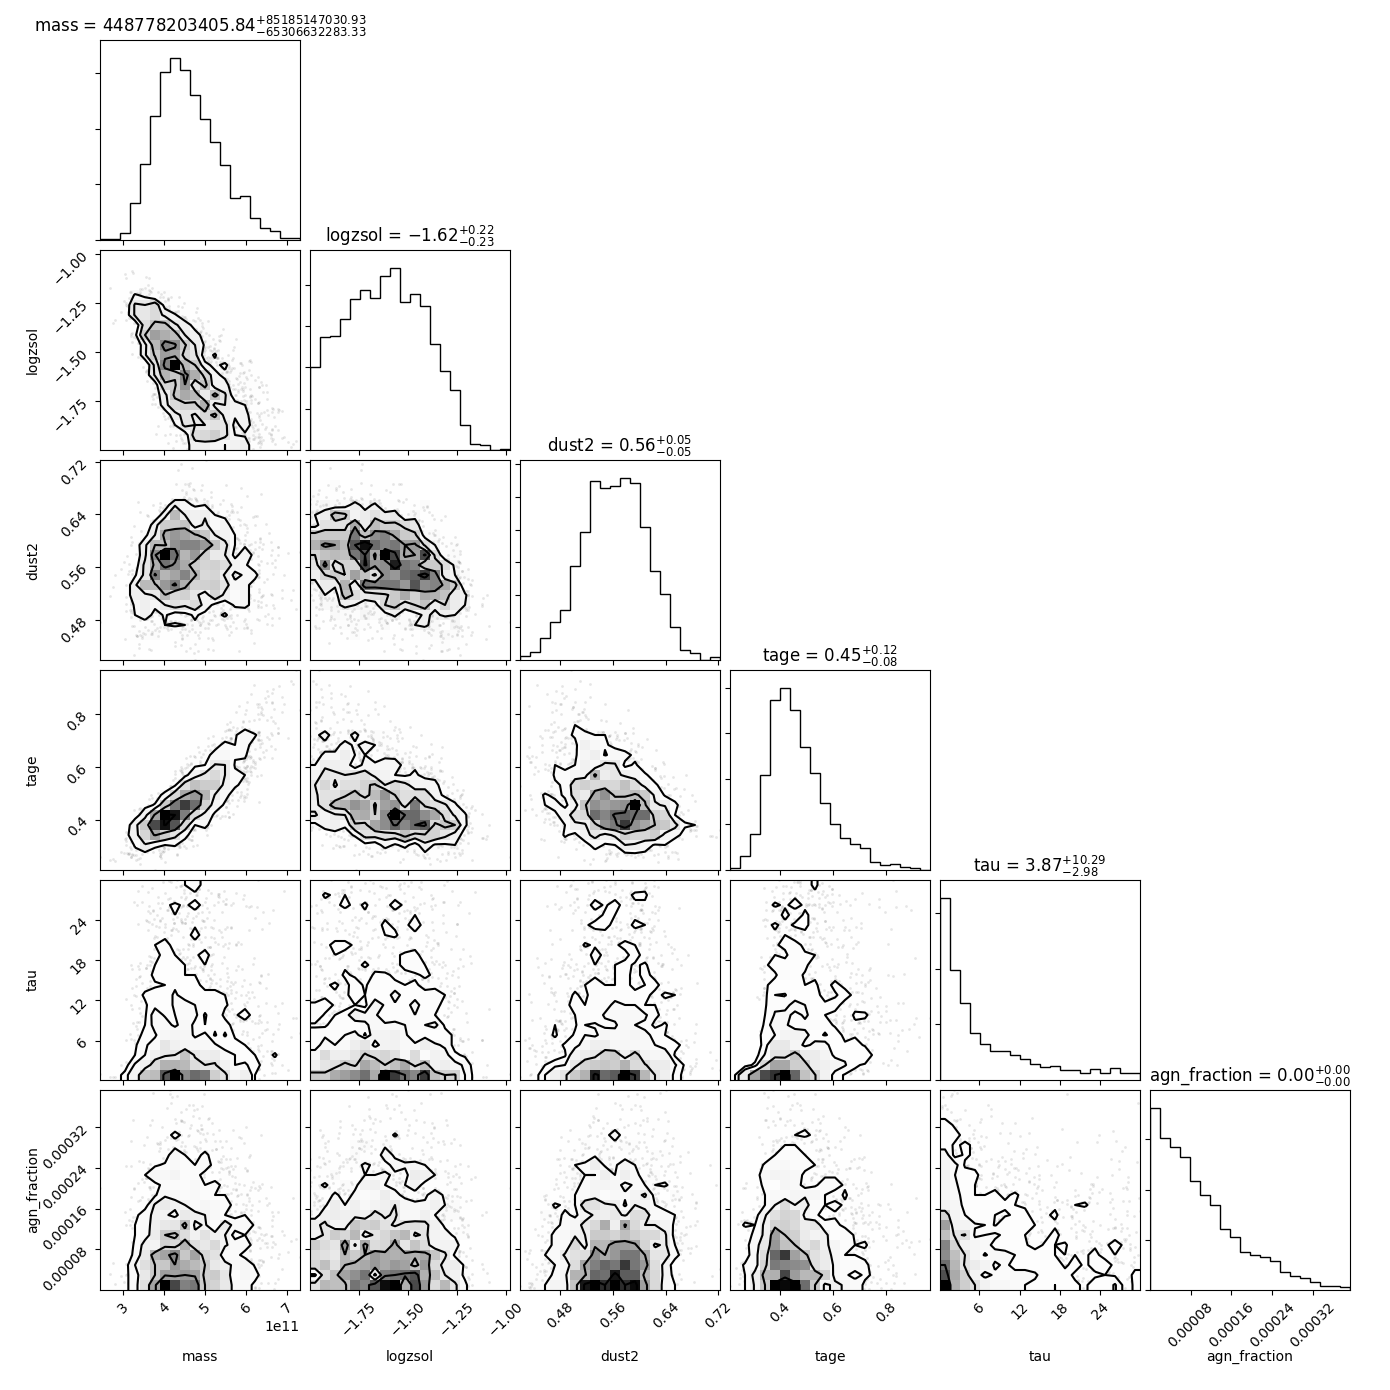 mass = 448778203405.84 +85185147030.93 −65306632283.33
logzsol = −1.62 +0.22 −0.23
−1.00
−1.25
−1.50
−1.75
logzsol
dust2 = 0.56 +0.05 −0.05
0.72
0.64
0.56
0.48
dust2
tage = 0.45 +0.12 −0.08
0.8
0.6
0.4
tage
tau = 3.87 +10.29 −2.98
24
18
12
6
tau
agn_fraction = 0.00 +0.00 −0.00
0.00032
0.00024
0.00016
0.00008
agn_fraction
3 4 5 6 7
1e11
−1.75 −1.50 −1.25 −1.00
0.48 0.56 0.64 0.72
0.4 0.6 0.8
6 12 18 24
0.00008 0.00016 0.00024 0.00032
mass logzsol dust2 tage tau agn_fraction